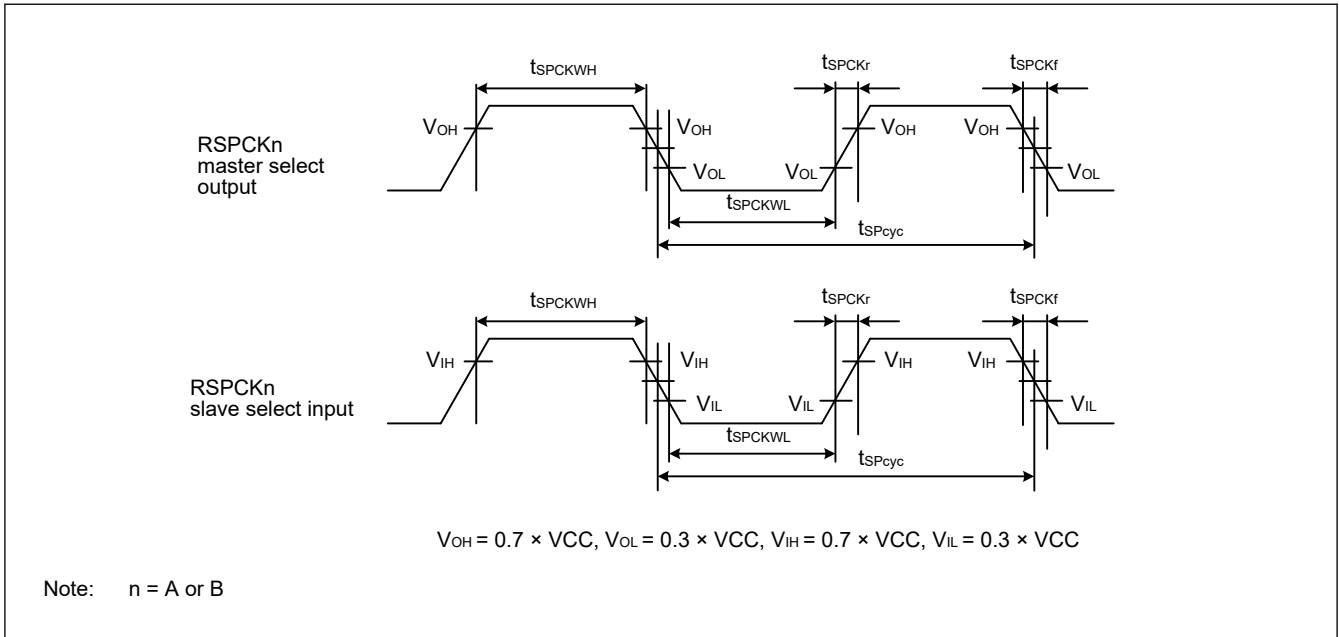 tSPCKWH
tSPCKr
tSPCKf
VOH
VOH
VOH
VOH
RSPCKn
master select
output
VOL
VOL
VOL
tSPCKWL
tSPcyc
tSPCKWH
tSPCKr
tSPCKf
VIH
VIH
VIH
VIH
RSPCKn
slave select input
VIL
VIL
VIL
tSPCKWL
tSPcyc
VOH = 0.7 × VCC, VOL = 0.3 × VCC, VIH = 0.7 × VCC, VIL = 0.3 × VCC
Note: n = A or B